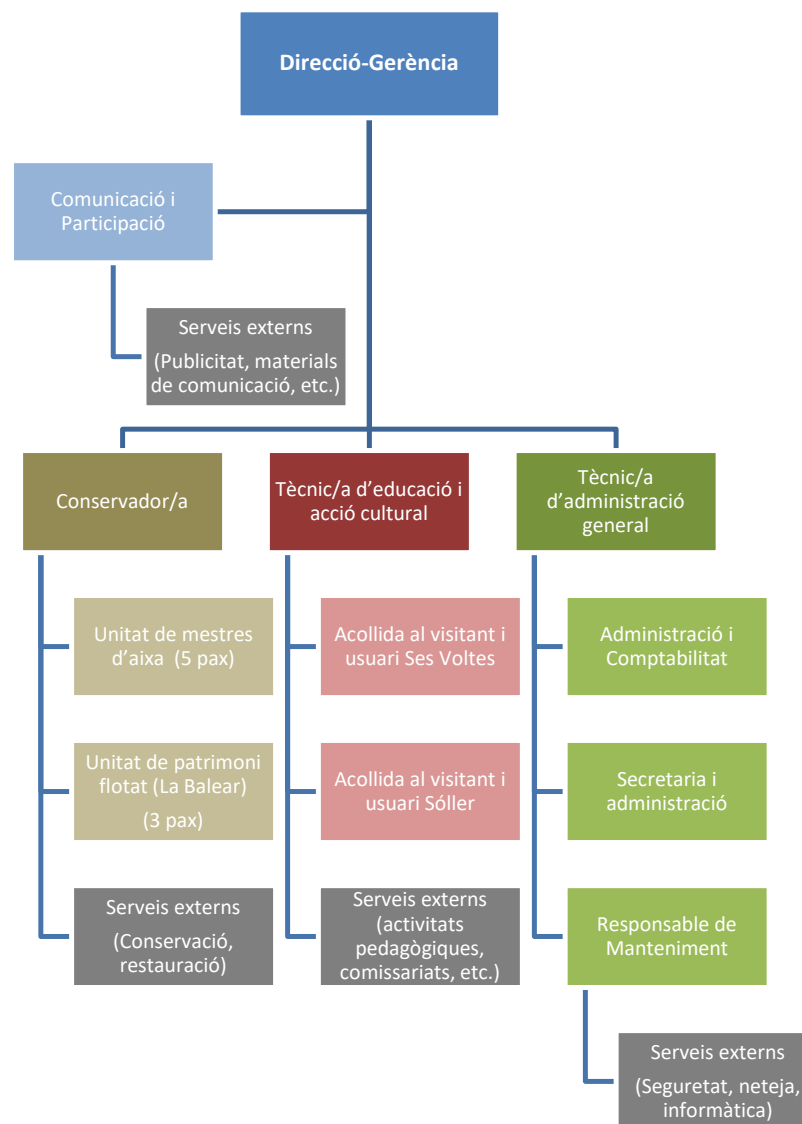 Direcció-Gerència
Comunicació i
Participació
Serveis externs
(Publicitat, materials
de comunicació, etc.)
Conservador/a
Tècnic/a d’educació i
acció cultural
Tècnic/a
d’administració
general
Unitat de mestres
d’aixa (5 pax)
Acollida al visitant i
usuari Ses Voltes
Administració i
Comptabilitat
Unitat de patrimoni
flotat (La Balear)
(3 pax)
Acollida al visitant i
usuari Sóller
Secretaria i
administració
Serveis externs
(Conservació,
restauració)
Serveis externs
(activitats
pedagògiques,
comissariats, etc.)
Responsable de
Manteniment
Serveis externs
(Seguretat, neteja,
informàtica)